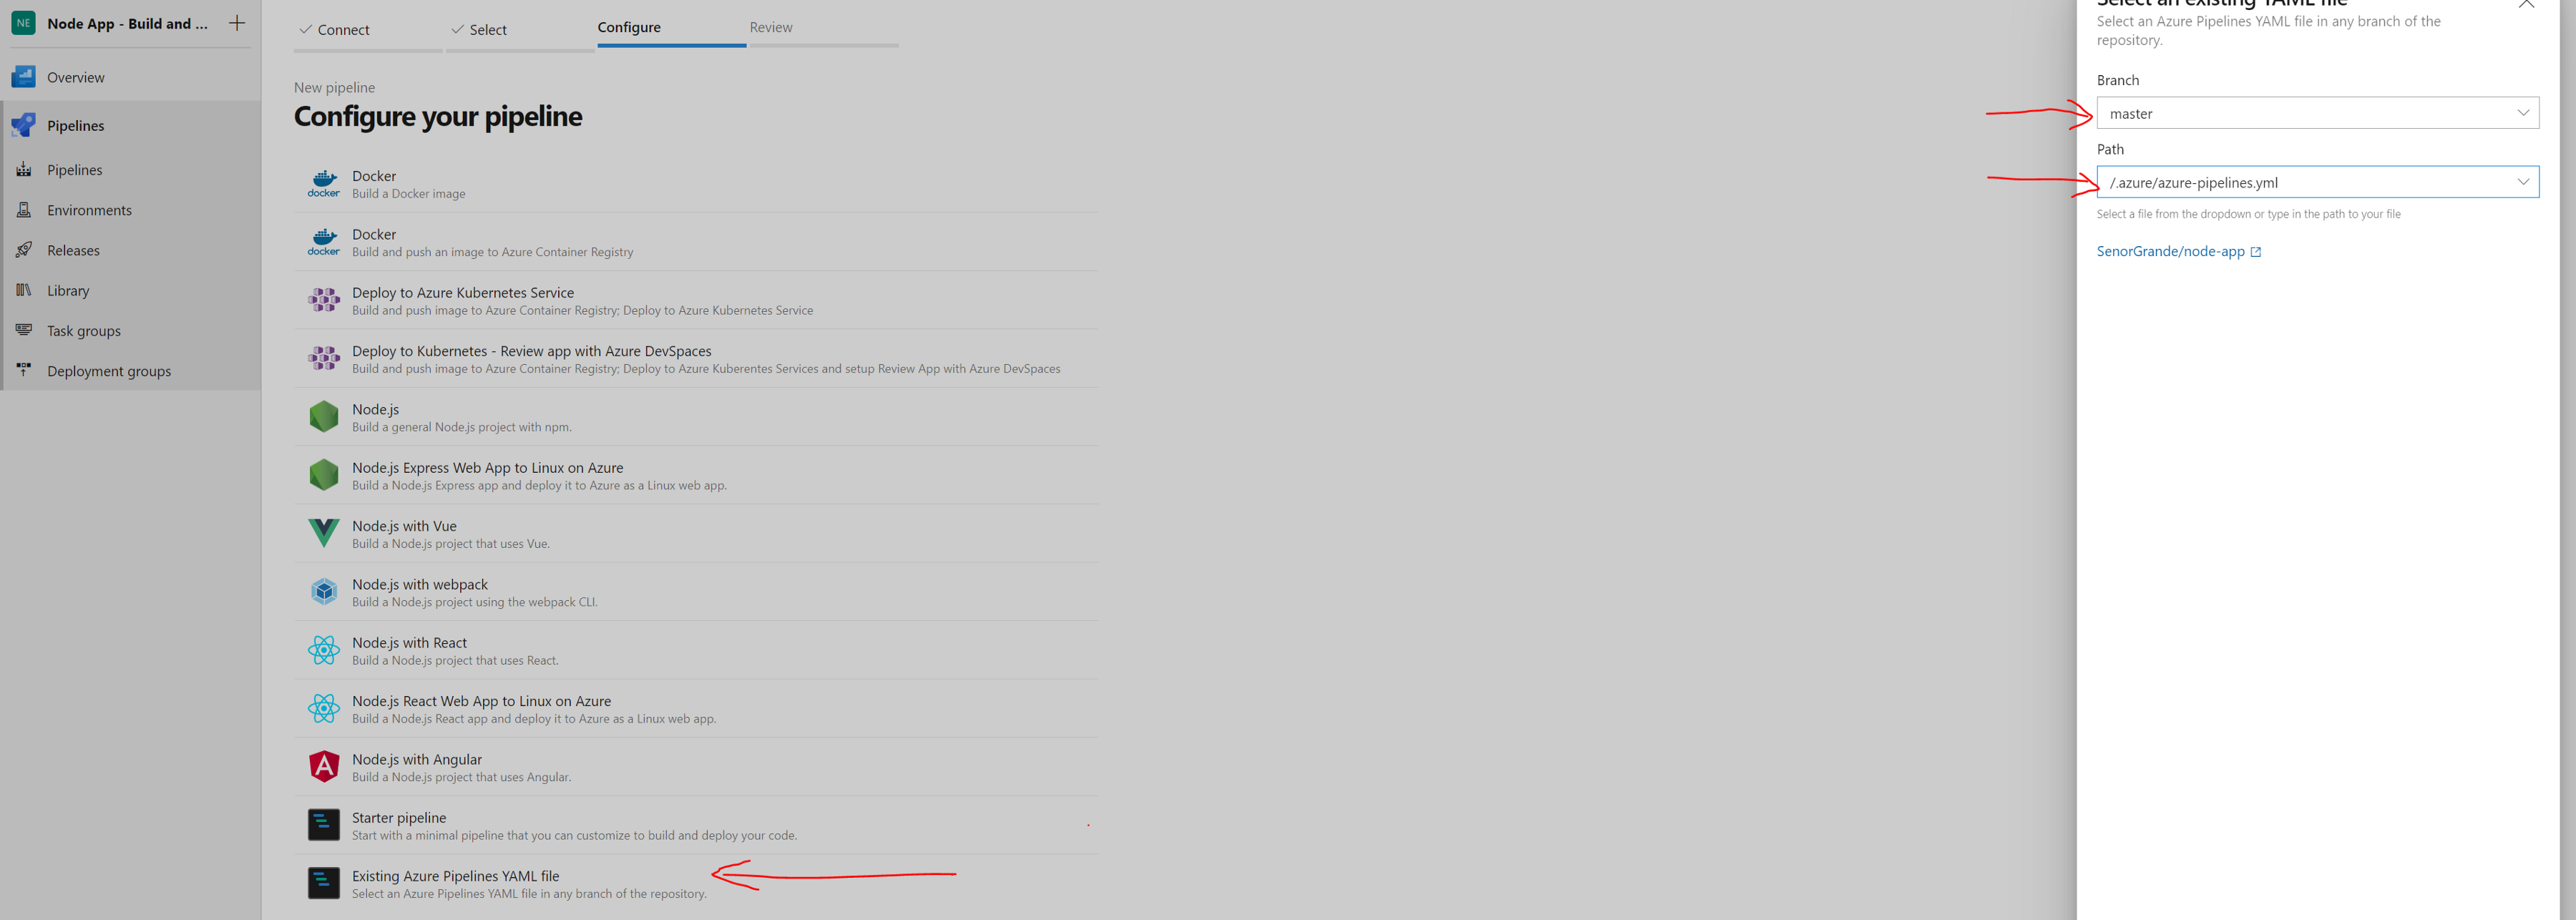 NE
Node App - Build and ...
Overview
Pipelines
Pipelines
Environments
Releases
Library
Task groups
Deployment groups
Connect
Select
Configure
Review
New pipeline
Configure your pipeline
docker
Docker
Build a Docker image
docker
Docker
Build and push an image to Azure Container Registry
Deploy to Azure Kubernetes Service
Build and push image to Azure Container Registry; Deploy to Azure Kubernetes Service
Deploy to Kubernetes - Review app with Azure DevSpaces
Build and push image to Azure Container Registry; Deploy to Azure Kuberentes Services and setup Review App with Azure DevSpaces
Node.js
Build a general Node.js project with npm.
Node.js Express Web App to Linux on Azure
Build a Node.js Express app and deploy it to Azure as a Linux web app.
Node.js with Vue
Build a Node.js project that uses Vue.
Node.js with webpack
Build a Node.js project using the webpack CLI.
Node.js with React
Build a Node.js project that uses React.
Node.js React Web App to Linux on Azure
Build a Node.js React app and deploy it to Azure as a Linux web app.
Node.js with Angular
Build a Node.js project that uses Angular.
Starter pipeline
Start with a minimal pipeline that you can customize to build and deploy your code.
Existing Azure Pipelines YAML file
Select an Azure Pipelines YAML file in any branch of the repository.
Select an existing YAML file
Select an Azure Pipelines YAML file in any branch of the
repository.
Branch
master
Path
/.azure/azure-pipelines.yml
Select a file from the dropdown or type in the path to your file
SenorGrande/node-app